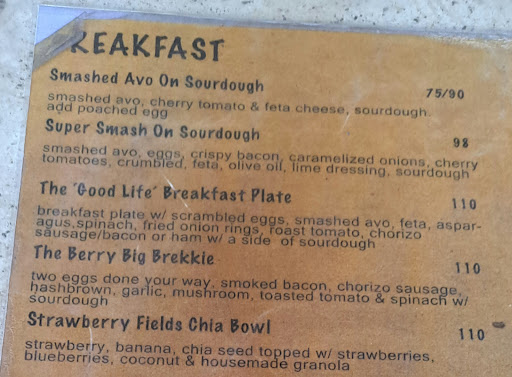 REAKFAST
Smashed Avo On Sourdough 75/90
smashed avo, cherry tomato & feta cheese, sourdough.
add poached egg
Super Smash On Sourdough 98
smashed avo, eggs, crispy bacon, caramelized onions, cherry
tomatoes, crumbled, feta, olive oil, lime dressing, sourdough
The 'Good Life' Breakfast Plate 110
breakfast plate w/ scrambled eggs, smashed avo, feta, aspar-
agus,spinach, fried onion rings, roast tomato, chorizo
sausage/bacon or ham w/ a side of sourdough
The Berry Big Brekkie 110
two eggs done your way, smoked bacon, chorizo sausage,
hashbrown, garlic, mushroom, toasted tomato & spinach w/
sourdough
Strawberry Fields Chia Bowl 110
strawberry, banana, chia seed topped w/ strawberries,
blueberries, coconut & housemade granola